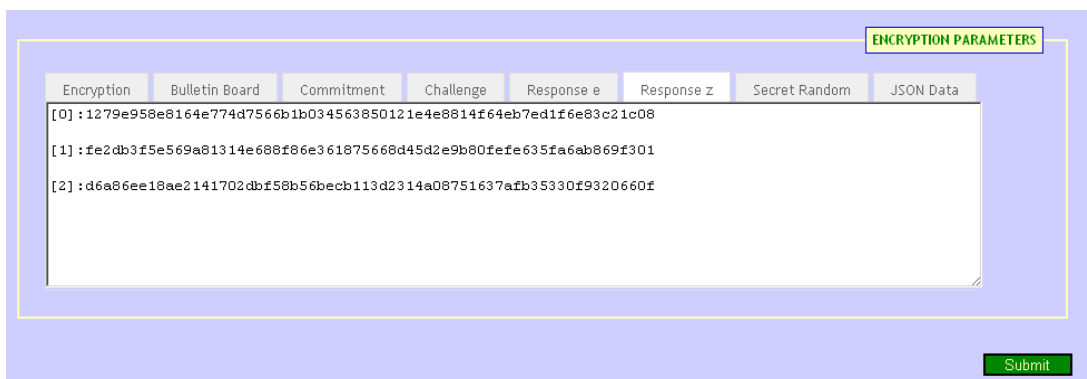 ENCRYPTION PARAMETERS
Encryption Bulletin Board Commitment Challenge Response e Response z Secret Random JSON Data
[0]:1279e958e8164e774d7566b1b034563850121e4e8814f64eb7ed1f6e83c21c08
[1]:fe2db3f5e569a81314e688f86e361875668d45d2e9b80fefe635fa6ab869f301
[2]:d6a86ee18ae2141702dbf58b56becb113d2314a08751637afb35330f9320660f
Submit